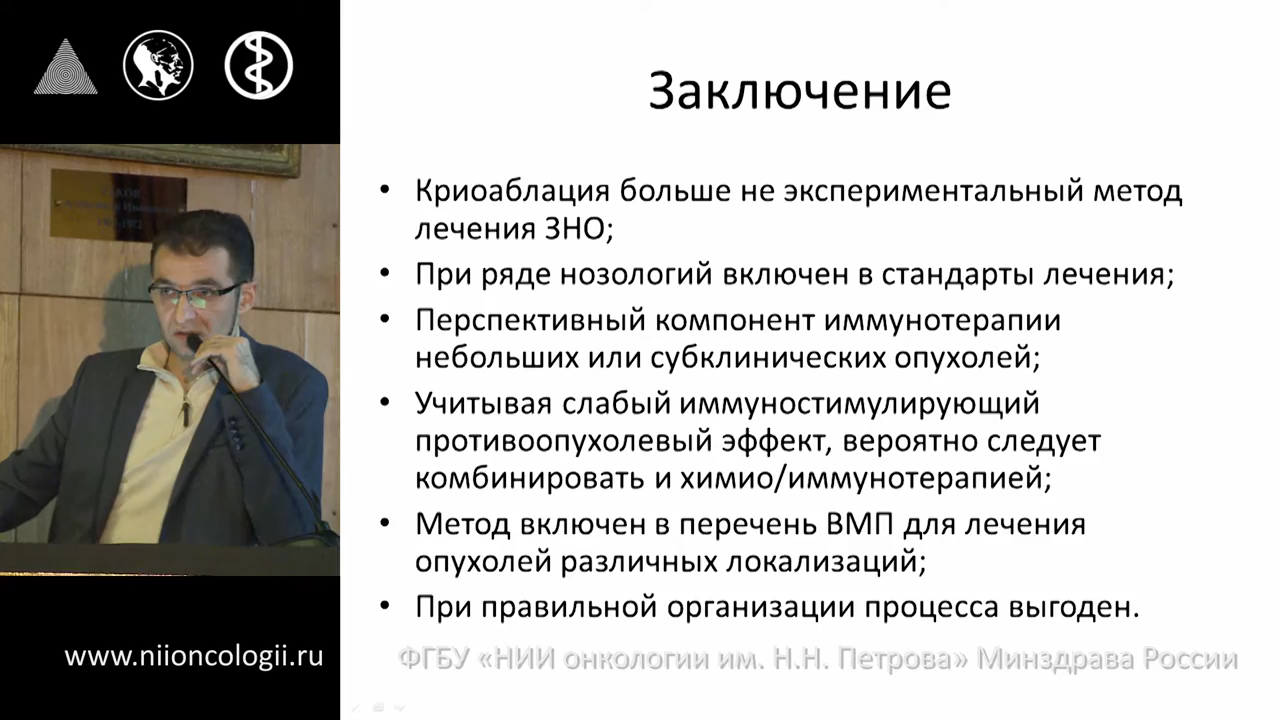 Заключение
• Криоаблация больше не экспериментальный метод
лечения ЗНО;
• При ряде нозологий включен в стандарты лечения;
• Перспективный компонент иммунотерапии
небольших или субклинических опухолей;
• Учитывая слабый иммуностимулирующий
противоопухолевый эффект, вероятно следует
комбинировать и химио/иммунотерапией;
• Метод включен в перечень ВМП для лечения
опухолей различных локализаций;
• При правильной организации процесса выгоден.
www.niioncologii.ru
ФГБУ «НИИ онкологии им. Н.Н. Петрова» Минздрава России